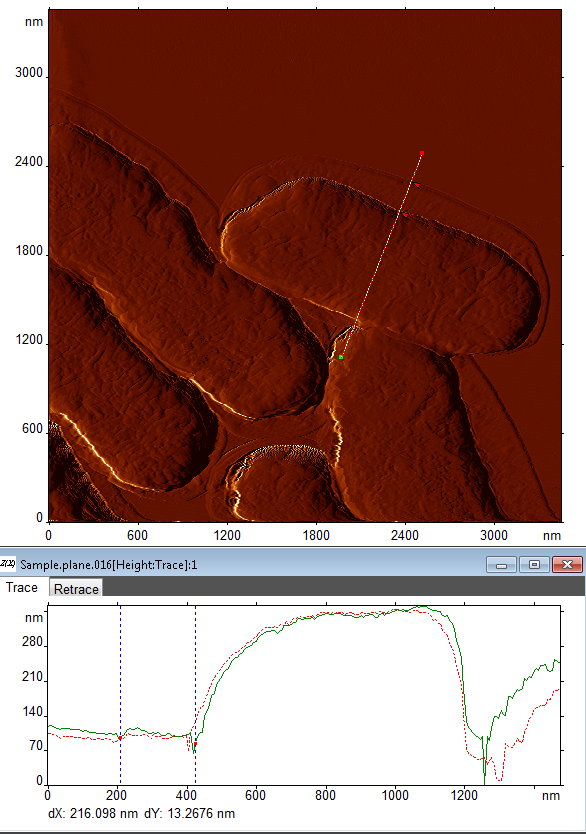 nm
3000
2400
1800
1200
600
0
0 600 1200 1800 2400 3000 nm
Sample.plane.016[Height:Trace]:1
Trace Retrace
nm
280
210
140
70
0
0 200 400 600 800 1000 1200 nm
dX: 216.098 nm dY: 13.2676 nm